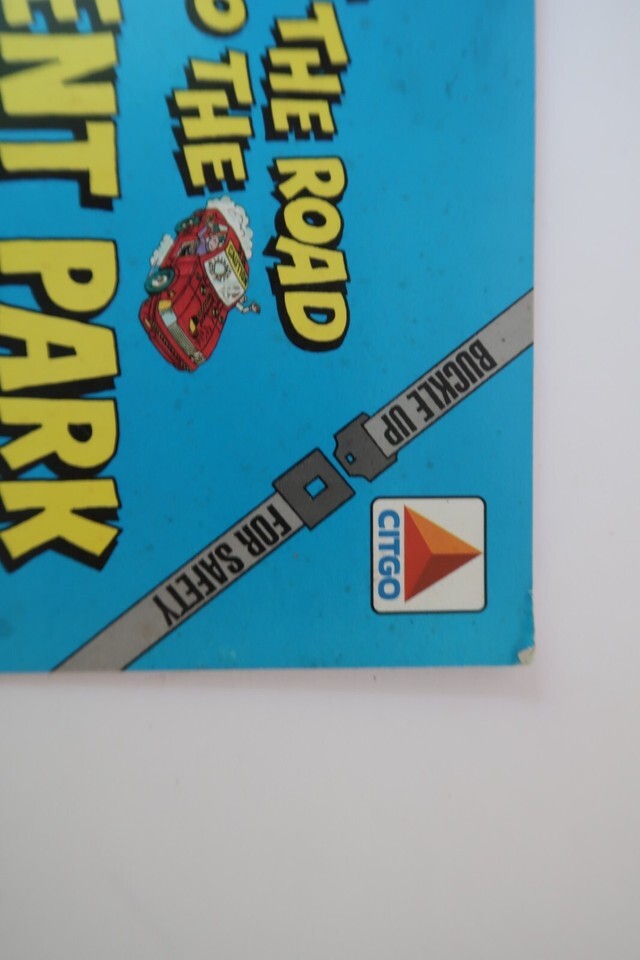 THE ROAD
THE
ENT PARK
BUCKLE UP
FOR SAFETY
CITGO